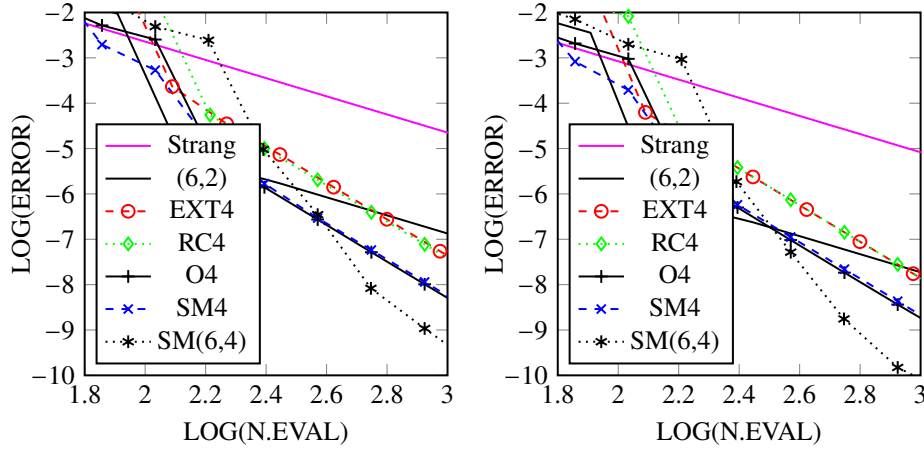 −2
−3
−4
−5
−6
−7
−8
−9
−10
LOG(ERROR)
1.8 2 2.2 2.4 2.6 2.8 3
LOG(N.EVAL)
Strang
(6,2)
EXT4
RC4
O4
SM4
SM(6,4)
−2
−3
−4
−5
−6
−7
−8
−9
−10
LOG(ERROR)
1.8 2 2.2 2.4 2.6 2.8 3
LOG(N.EVAL)
Strang
(6,2)
EXT4
RC4
O4
SM4
SM(6,4)